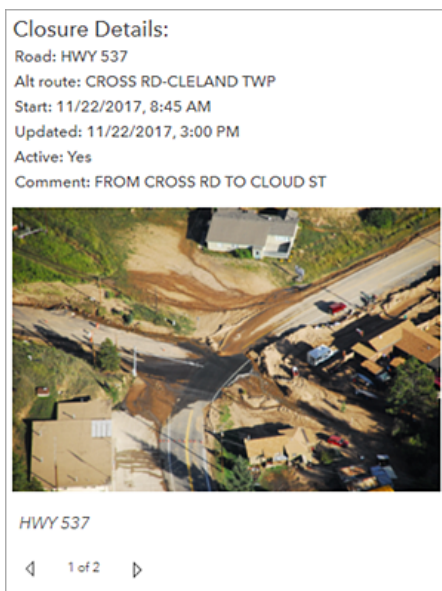 Closure Details:
Road: HWY 537
Alt route: CROSS RD-CLELAND TWP
Start: 11/22/2017, 8:45 AM
Updated: 11/22/2017, 3:00 PM
Active: Yes
Comment: FROM CROSS RD TO CLOUD ST
HWY 537
1 of 2